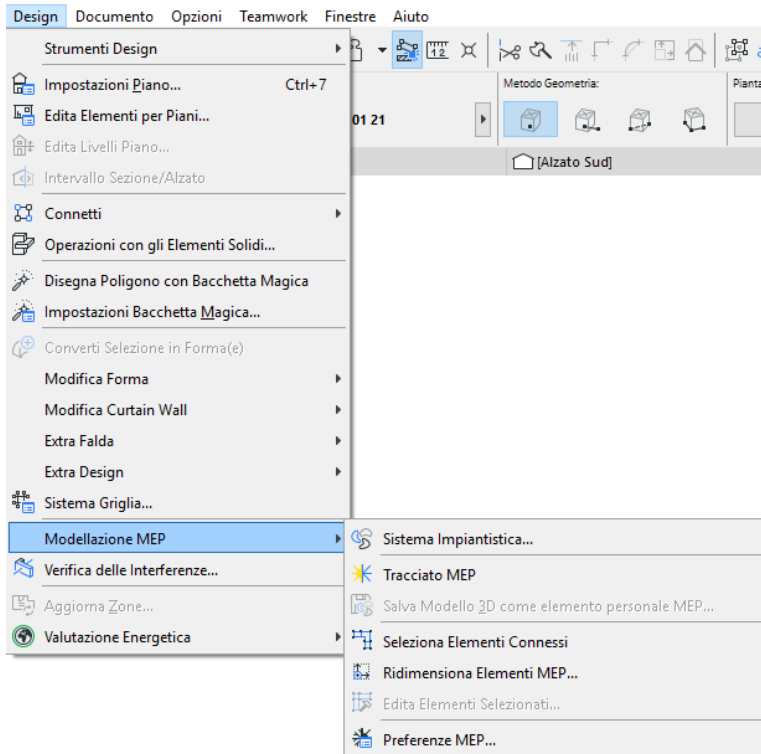 Design Documento Opzioni Teamwork Finestre Aiuto
Strumenti Design
Impostazioni Piano... Ctrl+7
Metodo Geometria:
Edita Elementi per Piani...
01 21
Edita Livelli Piano...
[Alzato Sud]
Intervallo Sezione/Alzato
Connetti
Operazioni con gli Elementi Solidi...
Disegna Poligono con Bacchetta Magica
Impostazioni Bacchetta Magica...
Converti Selezione in Forma(e)
Modifica Forma
Modifica Curtain Wall
Extra Falda
Extra Design
Sistema Griglia...
Modellazione MEP
Sistema Impiantistica...
Verifica delle Interferenze...
Tracciato MEP
Aggiorna Zone...
Salva Modello 3D come elemento personale MEP...
Valutazione Energetica
Seleziona Elementi Connessi
Ridimensiona Elementi MEP...
Edita Elementi Selezionati...
Preferenze MEP...